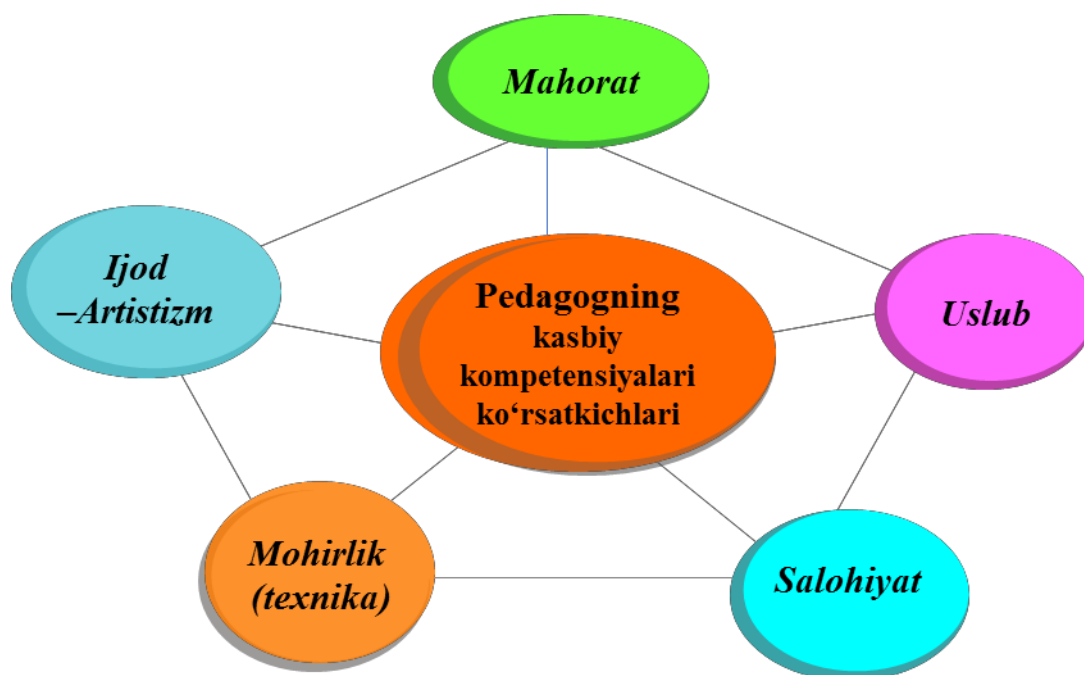 Mahorat
Ijod
–Artistizm
Pedagogning
kasbiy
kompetensiyalari
ko‘rsatkichlari
Uslub
Mohirlik
(texnika)
Salohiyat